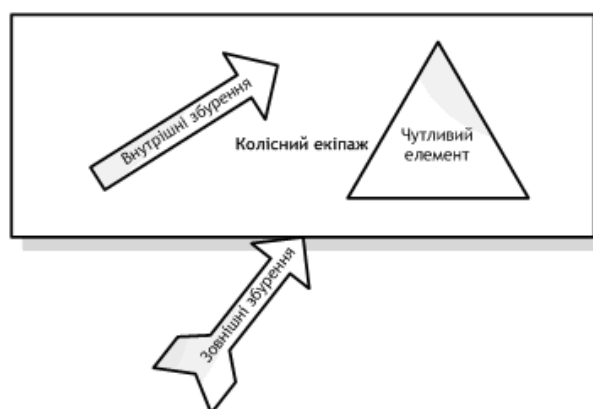 Внутрішні збурення
Колісний екіпаж
Чутливий
елемент
Зовнішні збурення